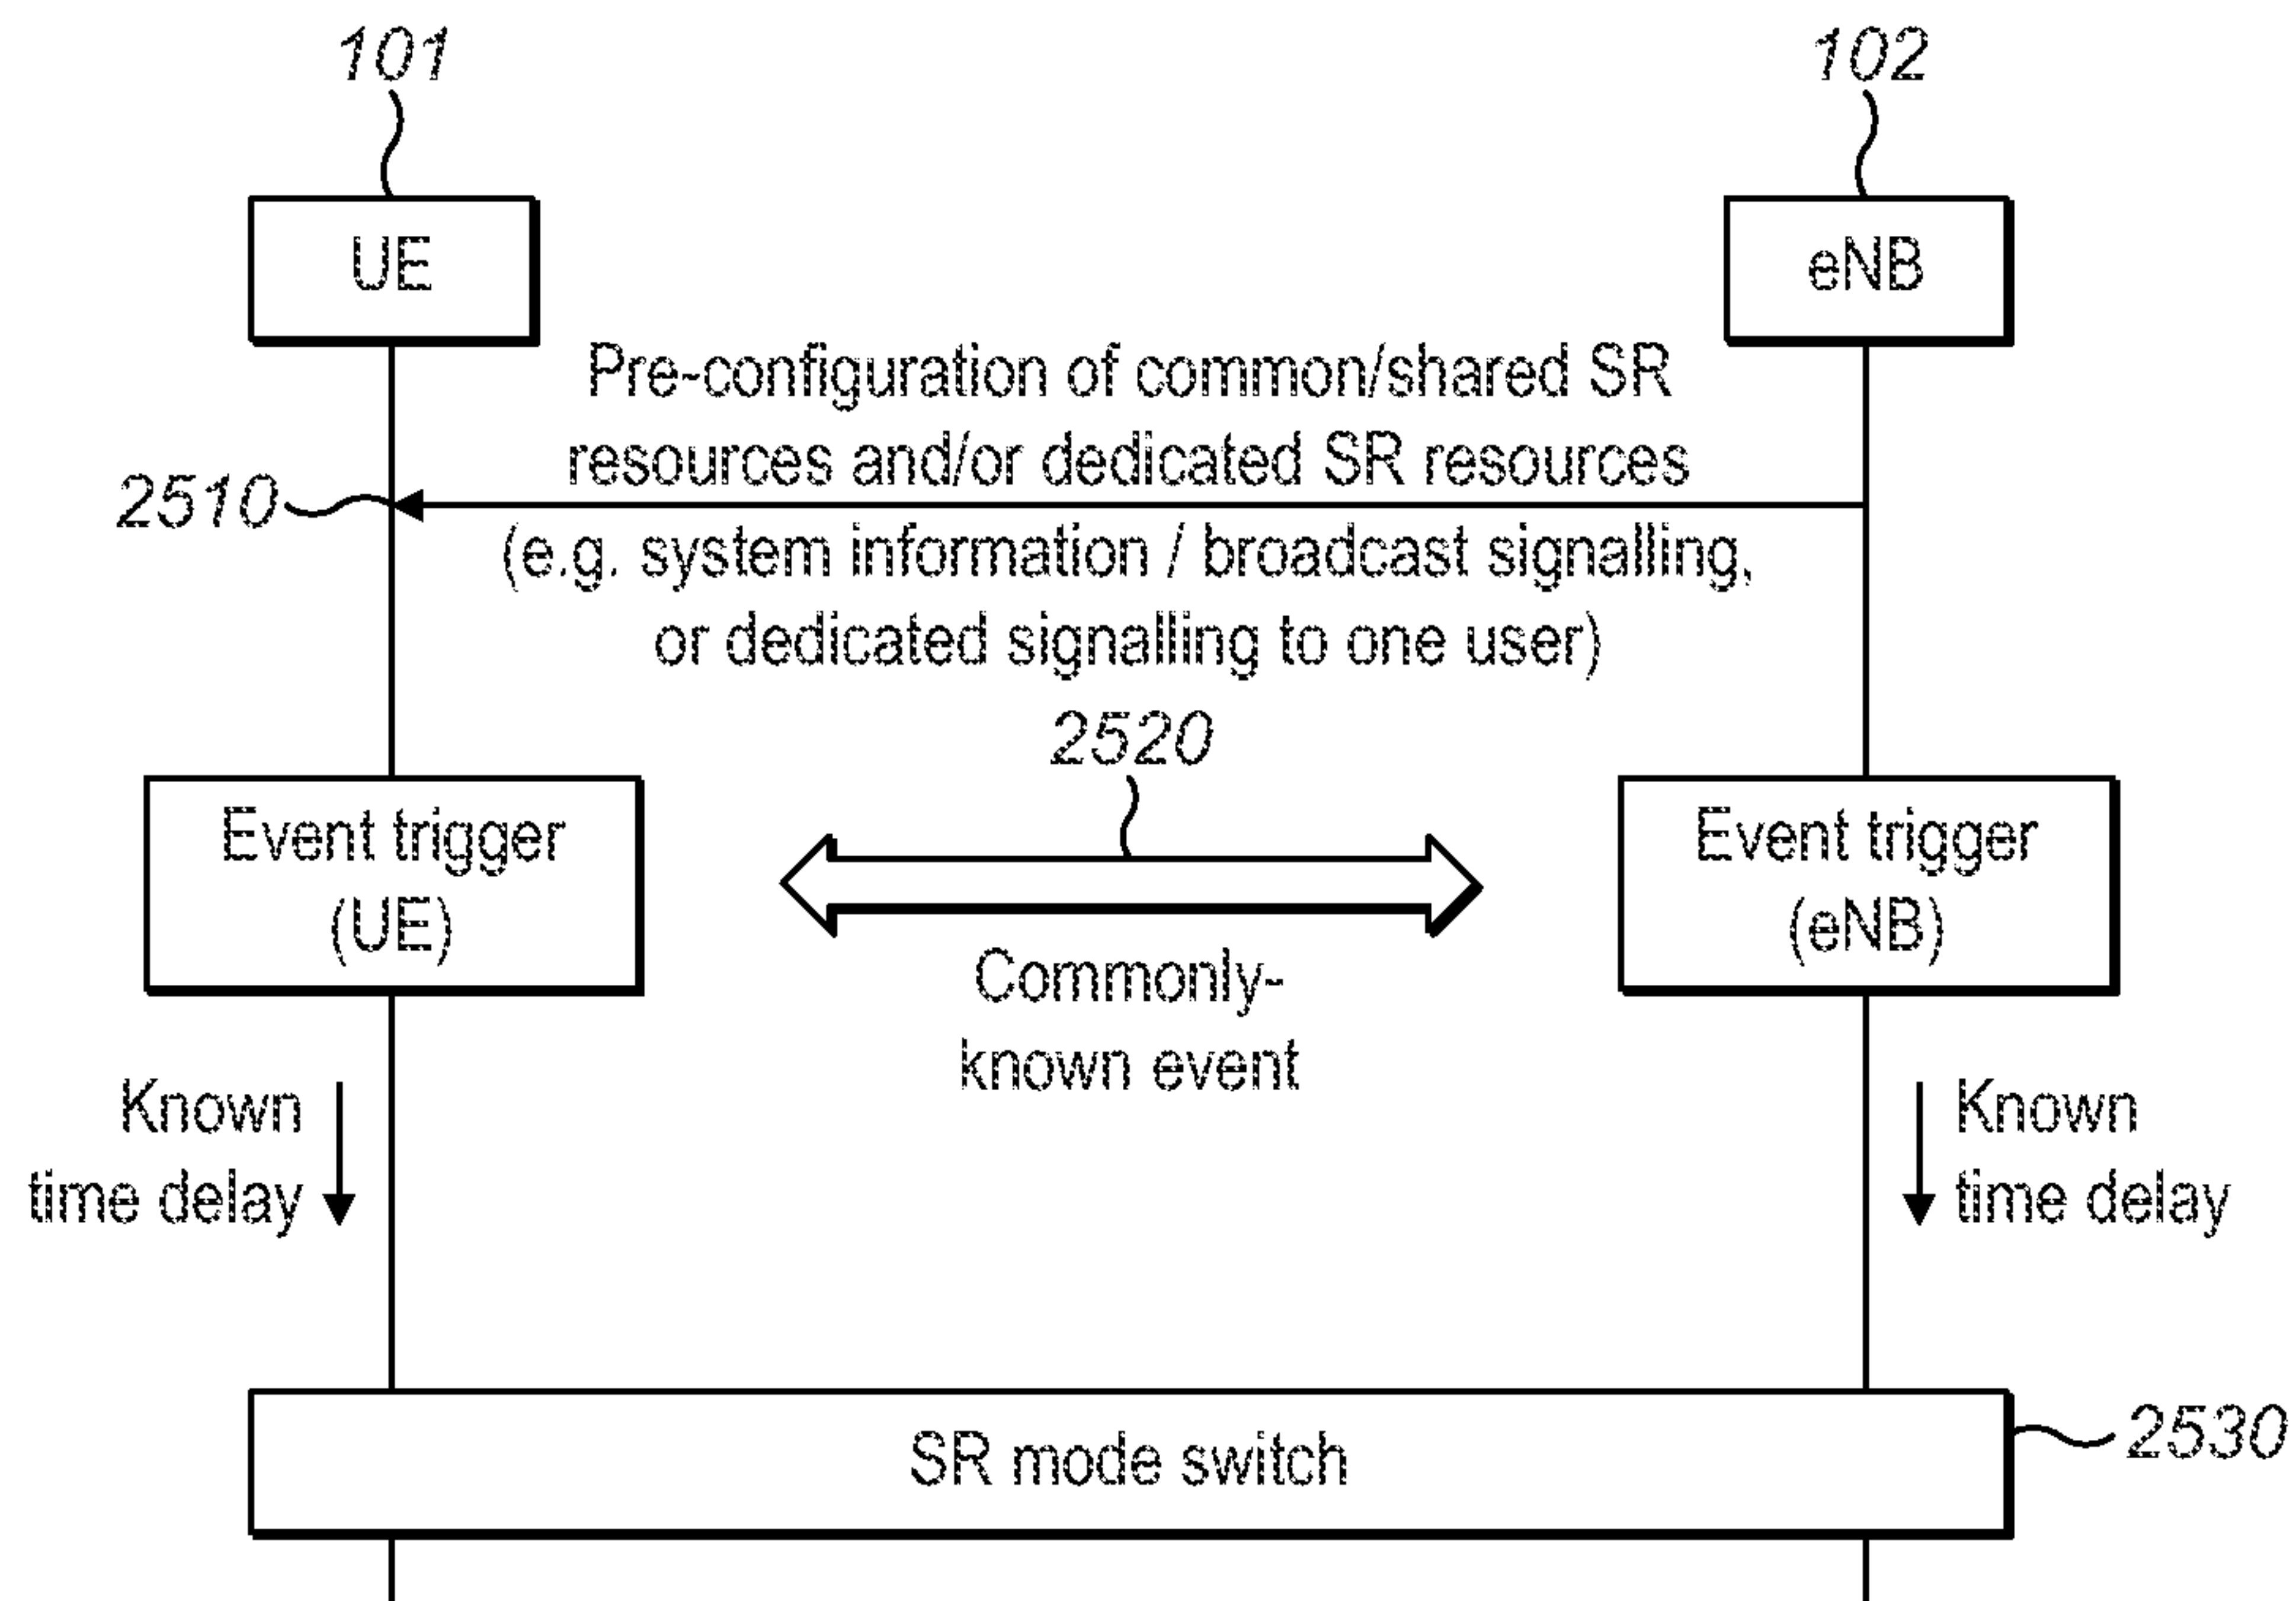 101
102
UE
eNB
Pre-configuration of common/shared SR
resources and/or dedicated SR resources
2510
(e.g. system information / broadcast signalling,
or dedicated signalling to one user)
2520
Event trigger
(UE)
Event trigger
(eNB)
Commonly-
known event
Known
time delay
Known
time delay
SR mode switch
2530